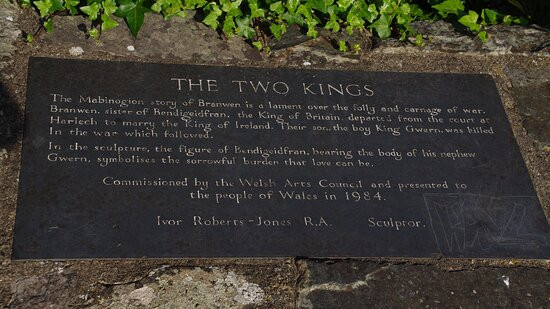 THE TWO KINGS
The Mabinogion story of Branwen is a lament over the folly and carnage of war.
Branwen, sister of Bendigeidfran, the King of Britain, departed from the court at
Harlech to marry the King of Ireland. Their son, the boy King Gwern, was killed
In the war which followed.
In the sculpture, the figure of Bendigeidfran, bearing the body of his nephew
Gwern, symbolises the sorrowful burden that love can be.
Commissioned by the Welsh Arts Council and presented to
the people of Wales in 1984.
Ivor Roberts-Jones R.A. Sculptor.